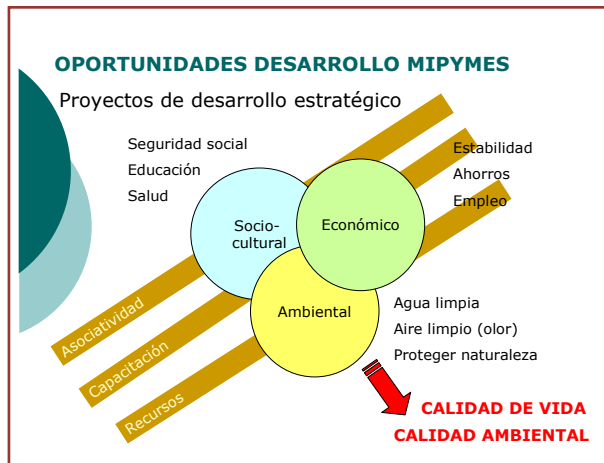 OPORTUNIDADES DESARROLLO MIPYMES
Proyectos de desarrollo estratégico
Seguridad social
Educación
Salud
Estabilidad
Ahorros
Empleo
Socio-
cultural
Económico
Ambiental
Agua limpia
Aire limpio (olor)
Proteger naturaleza
Asociatividad
Capacitación
Recursos
CALIDAD DE VIDA
CALIDAD AMBIENTAL